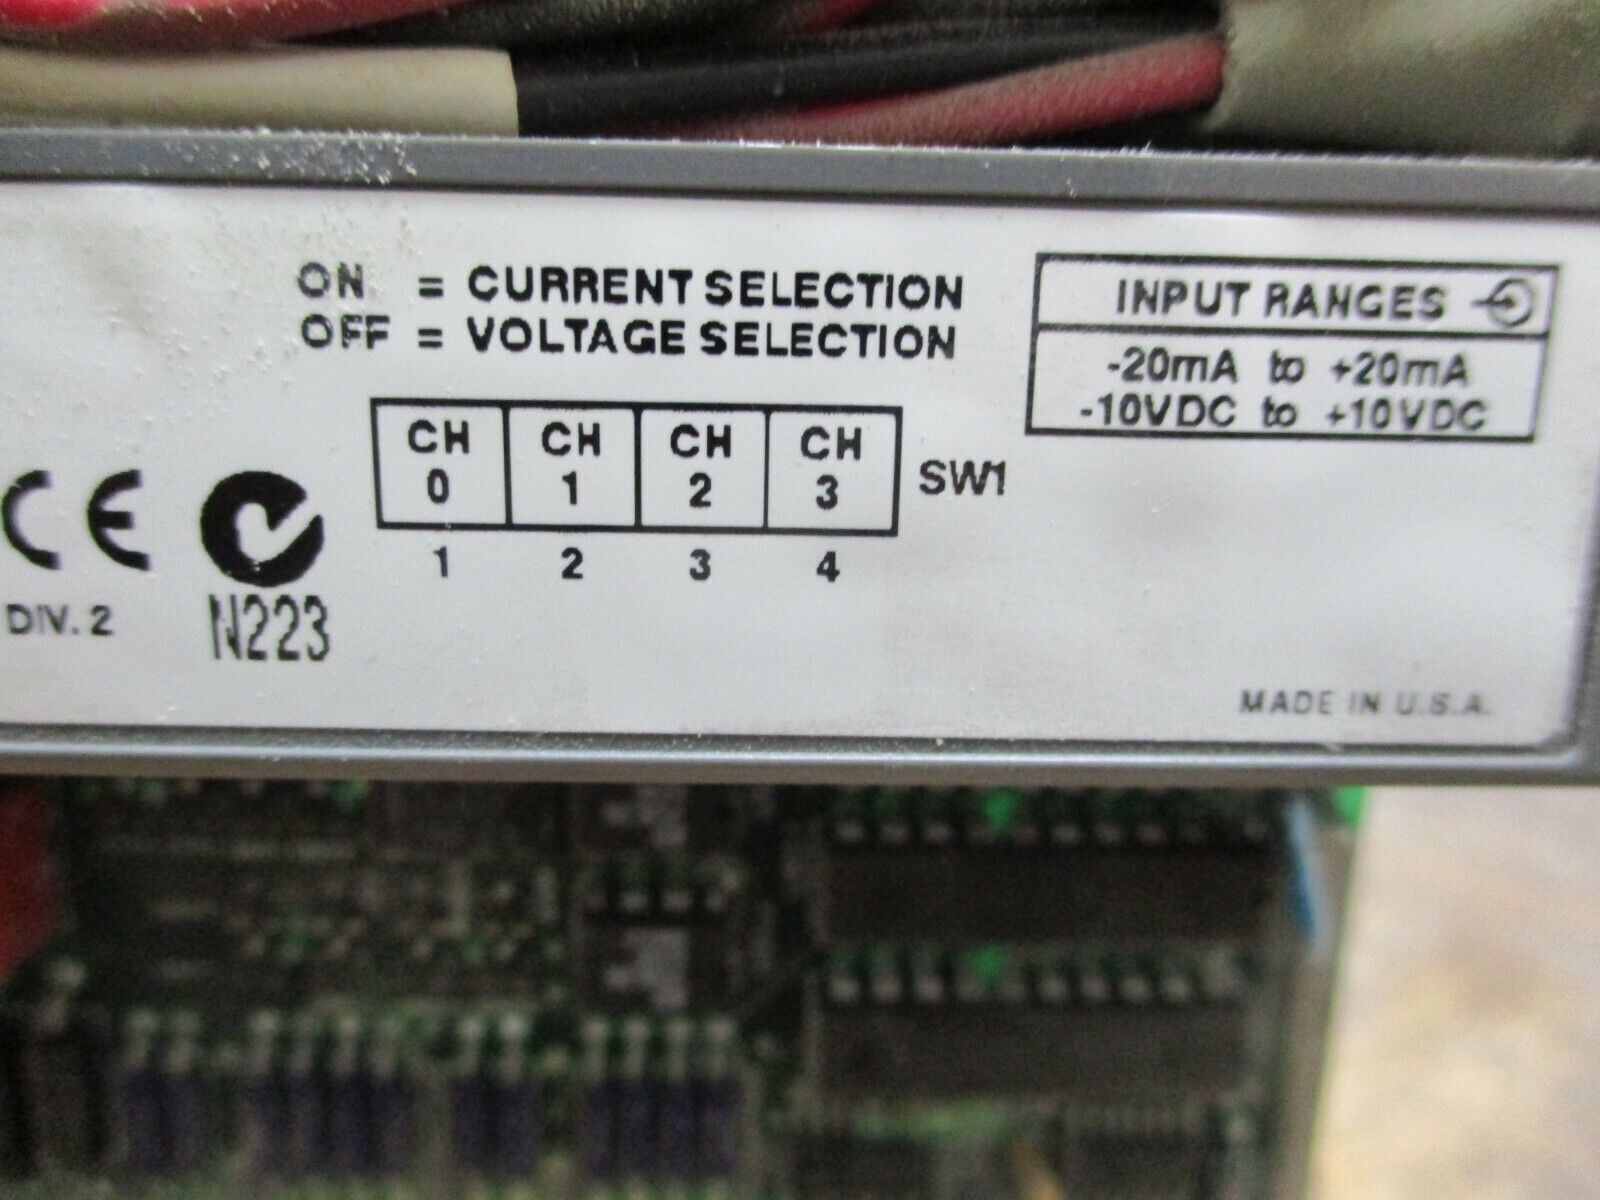 ON = CURRENT SELECTION
OFF = VOLTAGE SELECTION
INPUT RANGES
-20mA to +20mA
-10VDC to +10VDC
CH CH CH CH
0 1 2 3
SW1
1 2 3 4
CE
DIV. 2
N223
MADE IN U.S.A.